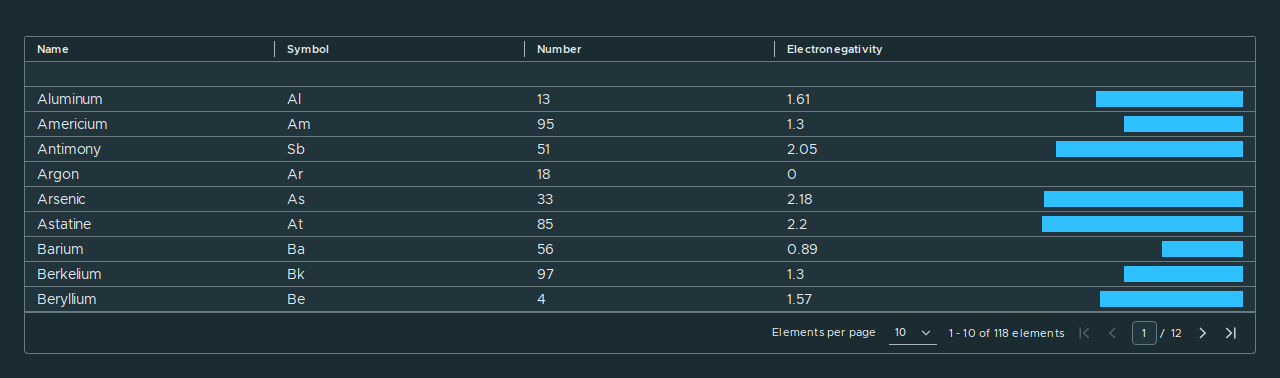 Name Symbol Number Electronegativity
Aluminum Al 13 1.61
Americium Am 95 1.3
Antimony Sb 51 2.05
Argon Ar 18 0
Arsenic As 33 2.18
Astatine At 85 2.2
Barium Ba 56 0.89
Berkelium Bk 97 1.3
Beryllium Be 4 1.57
Elements per page 10 1 - 10 of 118 elements 1 / 12